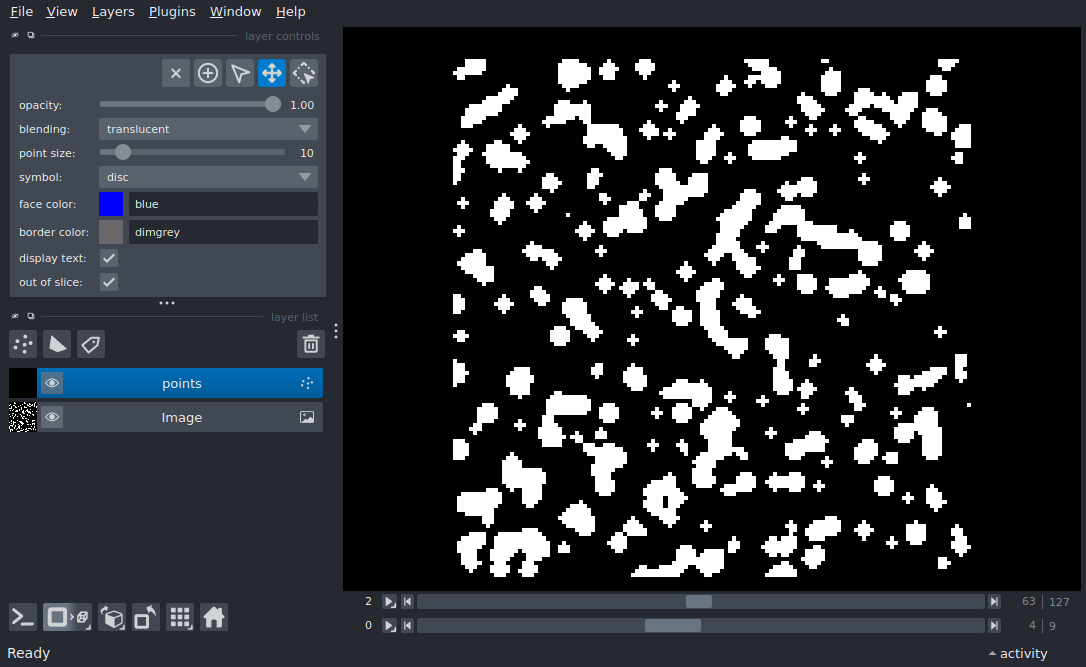 File View Layers Plugins Window Help
layer controls
opacity: 1.00
blending: translucent
point size: 10
symbol: disc
face color: blue
border color: dimgrey
display text:
out of slice:
layer list
points
Image
2 63 127
0 4 9
Ready activity